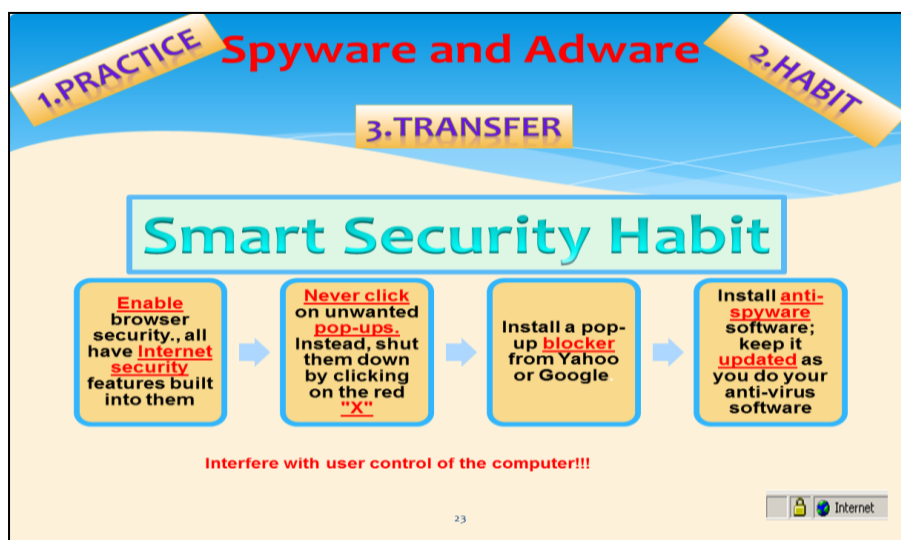 Spyware and Adware
1.PRACTICE
2.HABIT
3.TRANSFER
Smart Security Habit
Enable
browser
security., all
have Internet
security
features built
into them
Never click
on unwanted
pop-ups.
Instead, shut
them down
by clicking
on the red
"X"
Install a pop-
up blocker
from Yahoo
or Google.
Install anti-
spyware
software;
keep it
updated as
you do your
anti-virus
software
Interfere with user control of the computer!!!
23
Internet